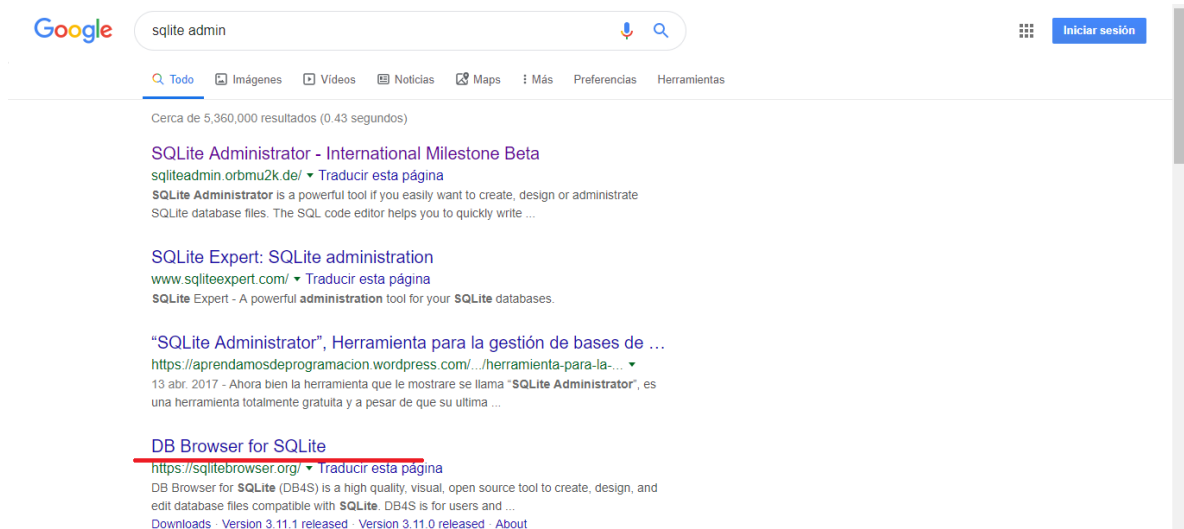 Google
sqlite admin
Iniciar sesión
Todo Imágenes Vídeos Noticias Maps Más Preferencias Herramientas
Cerca de 5,360,000 resultados (0.43 segundos)
SQLite Administrator - International Milestone Beta
sqliteadmin.orbmu2k.de/ Traducir esta página
SQLite Administrator is a powerful tool if you easily want to create, design or administrate
SQLite database files. The SQL code editor helps you to quickly write ...
SQLite Expert: SQLite administration
www.sqliteexpert.com/ Traducir esta página
SQLite Expert - A powerful administration tool for your SQLite databases.
“SQLite Administrator”, Herramienta para la gestión de bases de …
https://aprendamosdeprogramacion.wordpress.com/.../herramienta-para-la-...
13 abr. 2017 - Ahora bien la herramienta que le mostrare se llama “SQLite Administrator”, es
una herramienta totalmente gratuita y a pesar de que su ultima ...
DB Browser for SQLite
https://sqlitebrowser.org/ Traducir esta página
DB Browser for SQLite (DB4S) is a high quality, visual, open source tool to create, design, and
edit database files compatible with SQLite. DB4S is for users and ...
Downloads · Version 3.11.1 released · Version 3.11.0 released · About